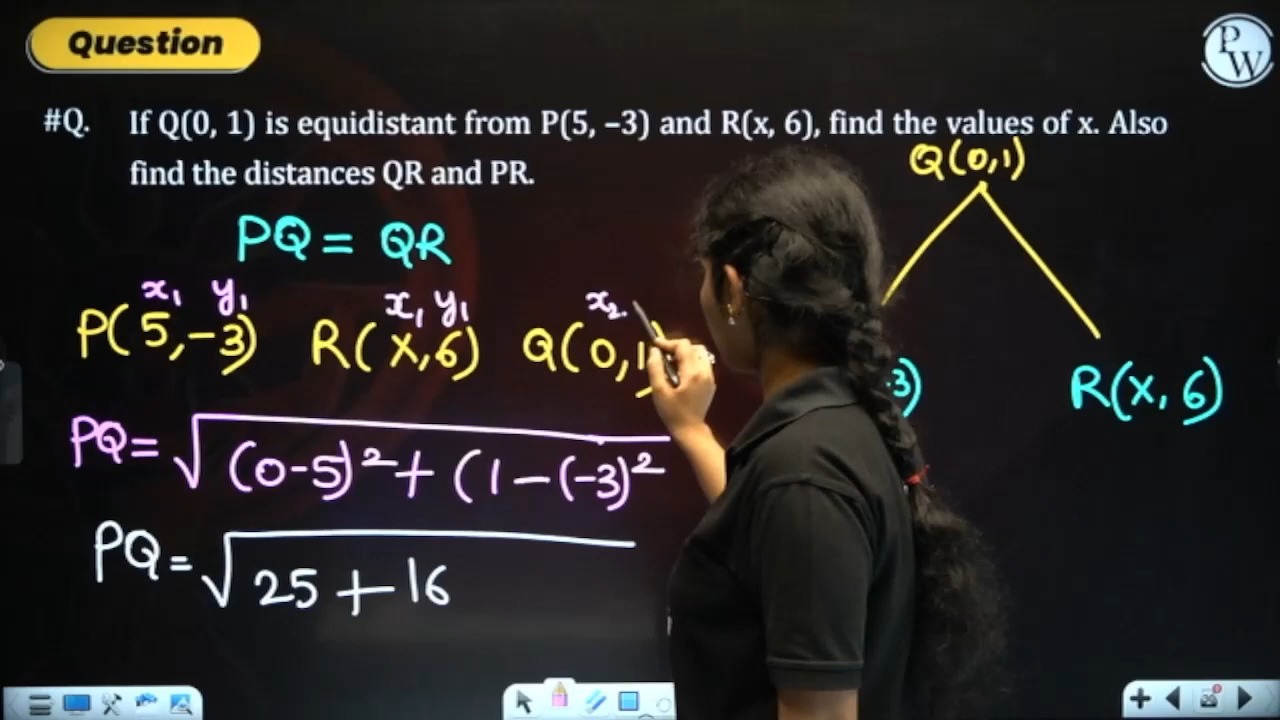 Question
PW
#Q. If Q(0, 1) is equidistant from P(5, –3) and R(x, 6), find the values of x. Also
find the distances QR and PR.
Q(0,1)
PQ = QR
x₁ y₁ x₁ y₁ x₂
P(5,-3) R(x,6) Q(0,1)
3) R(x, 6)
PQ = √(0-5)² + (1-(-3)²
PQ = √25 + 16